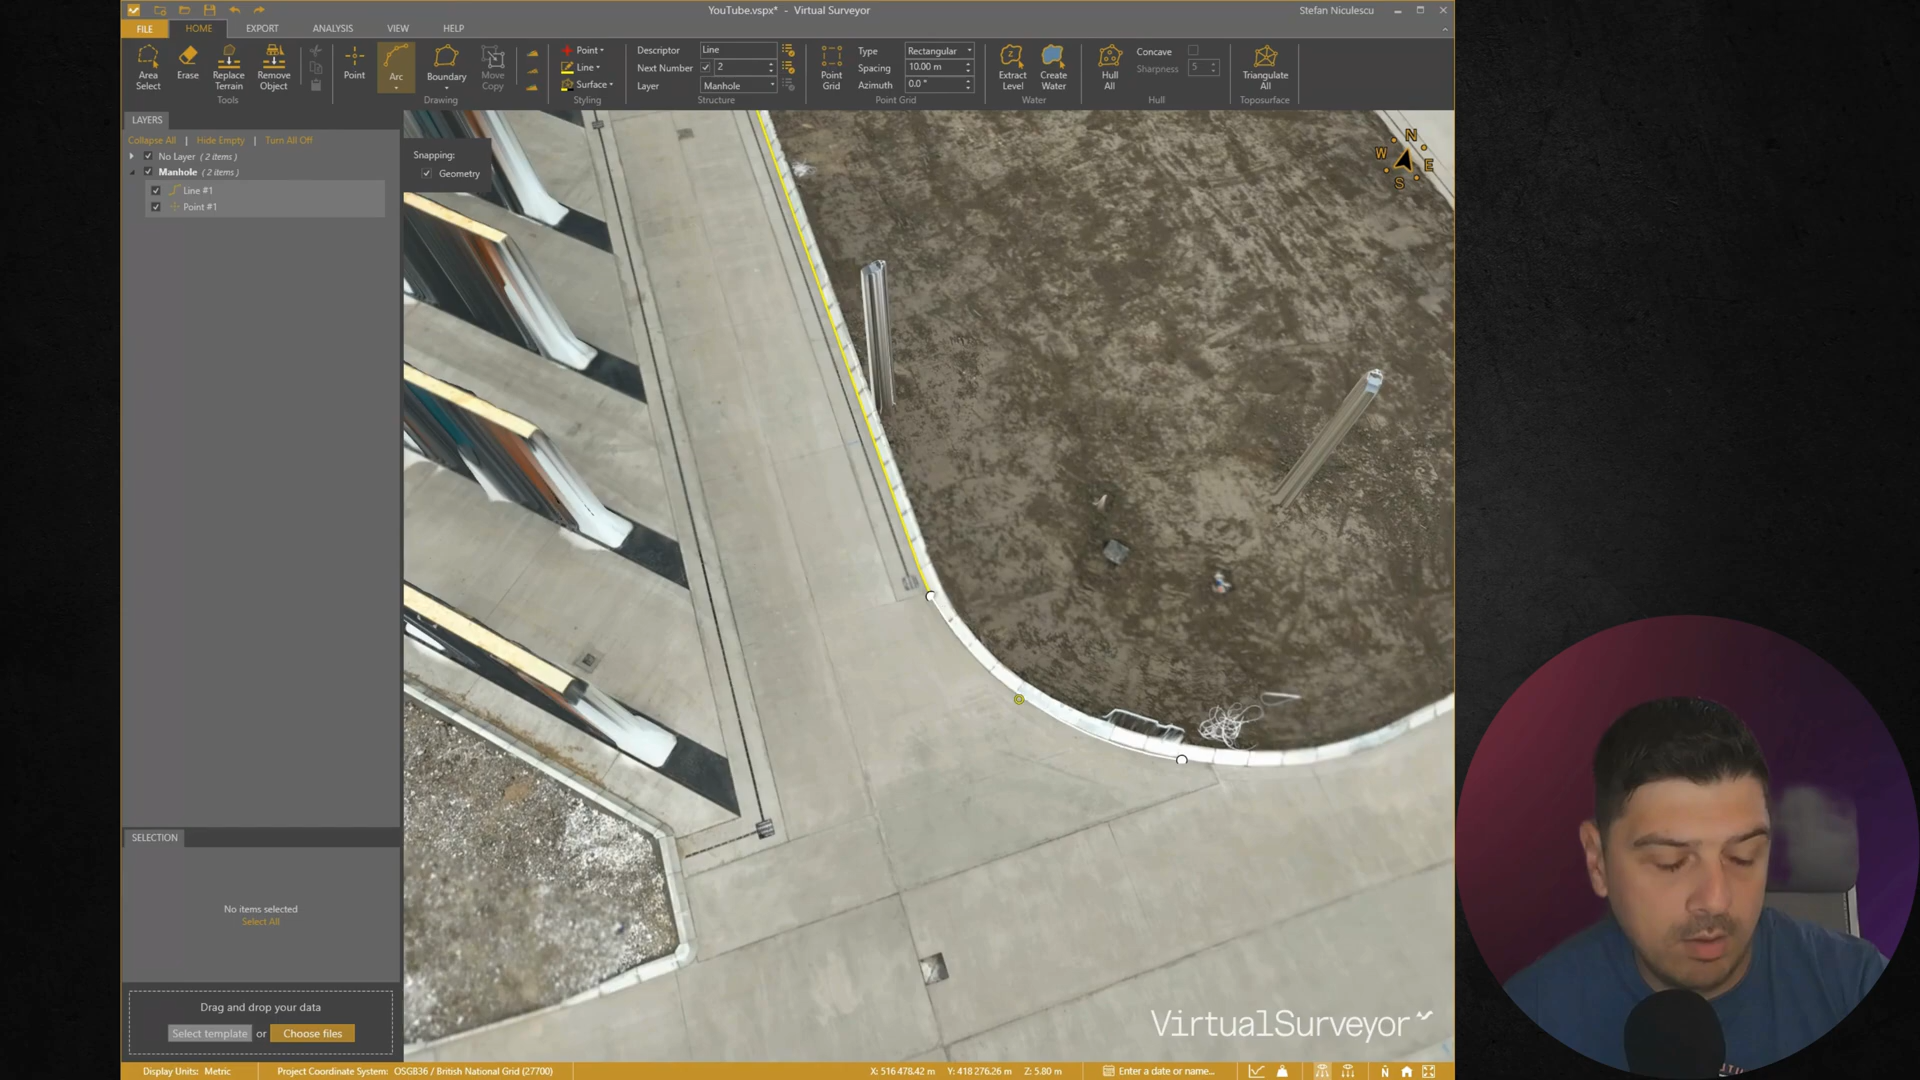 YouTube.vspx* - Virtual Surveyor
Stefan Niculescu
FILE HOME EXPORT ANALYSIS VIEW HELP
Area Select
Erase
Replace Terrain
Remove Object
Tools
Point
Arc
Boundary
Move Copy
Drawing
Point
Line
Surface
Styling
Descriptor Line
Next Number 2
Layer Manhole
Structure
Point Grid
Type Rectangular
Spacing 10.00 m
Azimuth 0.0 °
Point Grid
Extract Level
Create Water
Water
Hull All
Concave
Sharpness 5
Hull
Triangulate All
Toposurface
LAYERS
Collapse All | Hide Empty | Turn All Off
No Layer ( 2 items )
Manhole ( 2 items )
Line #1
Point #1
Snapping:
Geometry
N
W
E
S
SELECTION
No items selected
Select All
Drag and drop your data
Select template or Choose files
VirtualSurveyor
Display Units: Metric
Project Coordinate System: OSGB36 / British National Grid (27700)
X: 516 478.42 m Y: 418 276.26 m Z: 5.80 m
Enter a date or name...
N